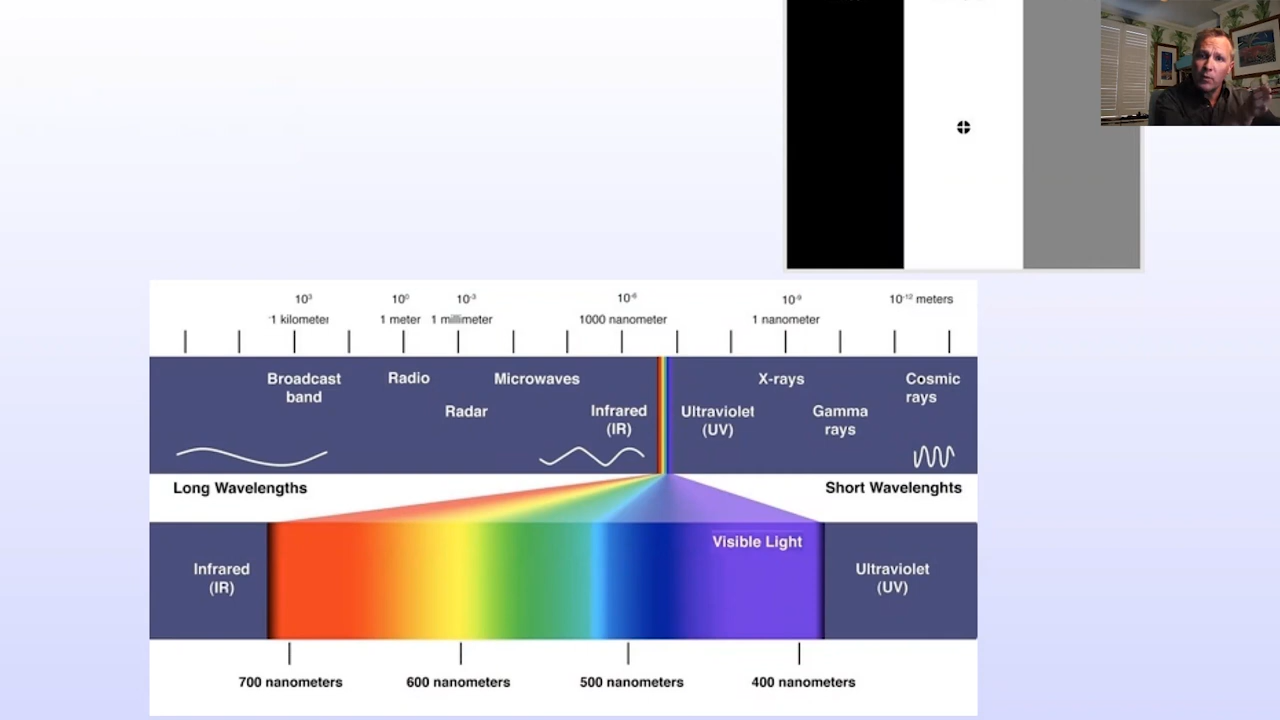 10³ 10⁰ 10⁻³ 10⁻⁶ 10⁻⁹ 10⁻¹² meters
1 kilometer 1 meter 1 millimeter 1000 nanometer 1 nanometer
Broadcast
band
Radio
Radar
Microwaves
Infrared
(IR)
Ultraviolet
(UV)
X-rays
Gamma
rays
Cosmic
rays
Long Wavelengths
Short Wavelenghts
Visible Light
Infrared
(IR)
Ultraviolet
(UV)
700 nanometers 600 nanometers 500 nanometers 400 nanometers